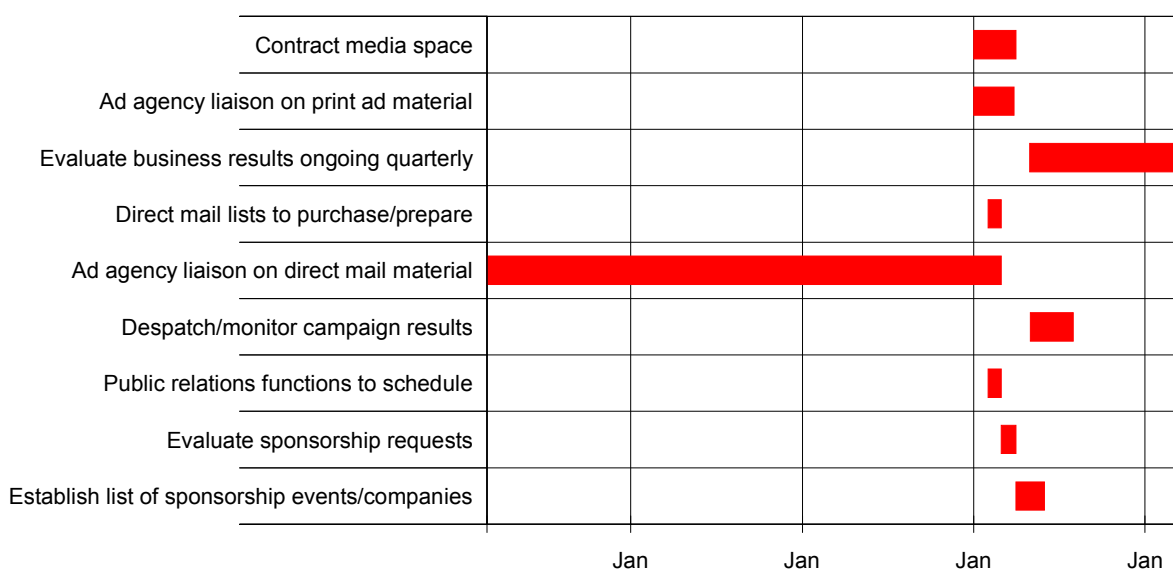 Contract media space
Ad agency liaison on print ad material
Evaluate business results ongoing quarterly
Direct mail lists to purchase/prepare
Ad agency liaison on direct mail material
Despatch/monitor campaign results
Public relations functions to schedule
Evaluate sponsorship requests
Establish list of sponsorship events/companies
Jan Jan Jan Jan